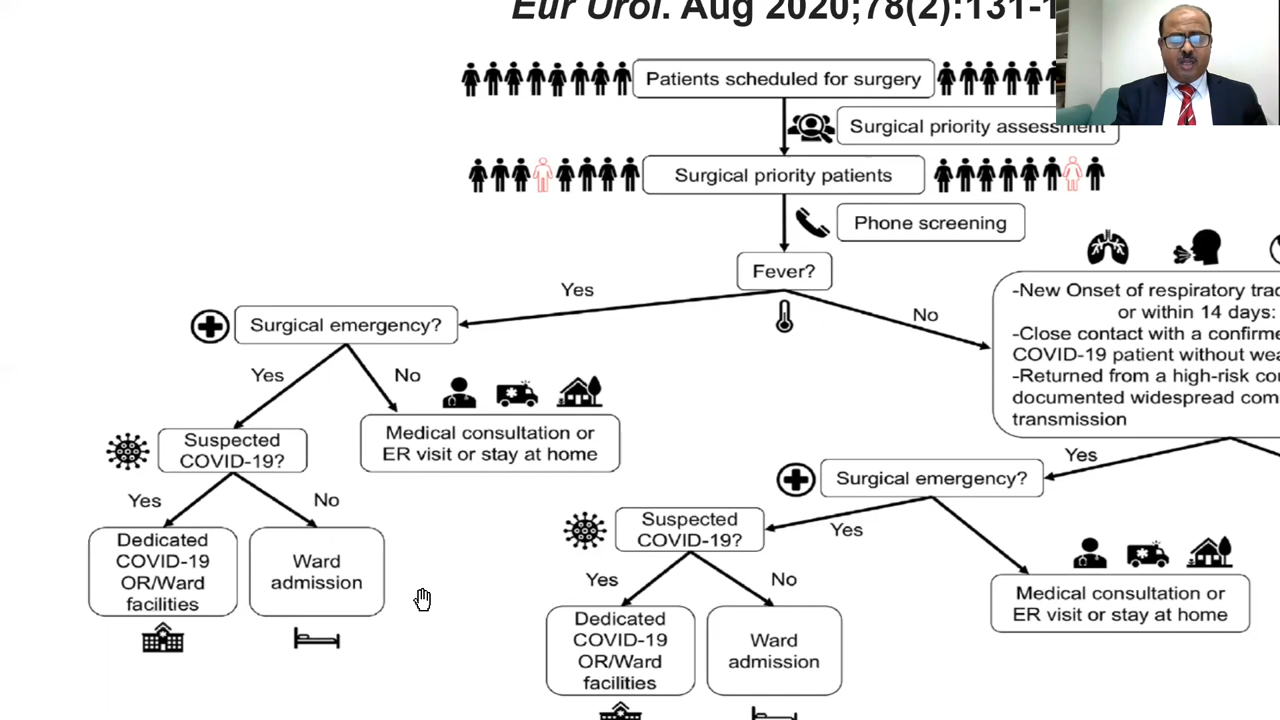 Eur Urol. Aug 2020;78(2):131-1
Patients scheduled for surgery
Surgical priority assessment
Surgical priority patients
Phone screening
Fever?
Yes
No
Surgical emergency?
Yes
No
Medical consultation or
ER visit or stay at home
Suspected
COVID-19?
Yes
No
Dedicated
COVID-19
OR/Ward
facilities
Ward
admission
-New Onset of respiratory
or within 14 days:
-Close contact with a
COVID-19 patient without
-Returned from a high-risk
documented widespread
transmission
Yes
Surgical emergency?
Yes
Suspected
COVID-19?
Yes
No
Dedicated
COVID-19
OR/Ward
facilities
Ward
admission
Medical consultation or
ER visit or stay at home